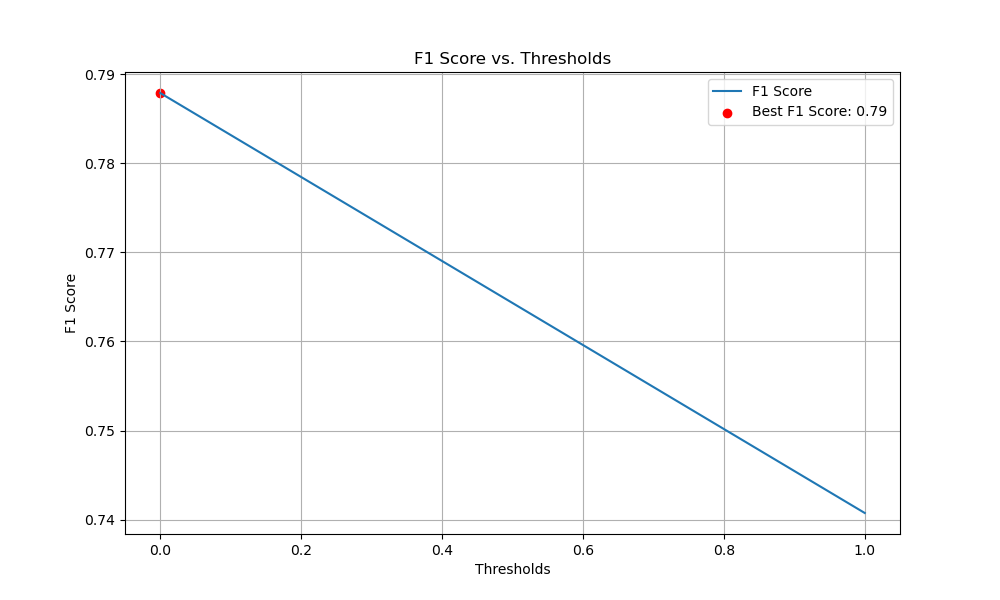 F1 Score vs. Thresholds
F1 Score
Best F1 Score: 0.79
0.79
0.78
0.77
0.76
0.75
0.74
F1 Score
0.0 0.2 0.4 0.6 0.8 1.0
Thresholds